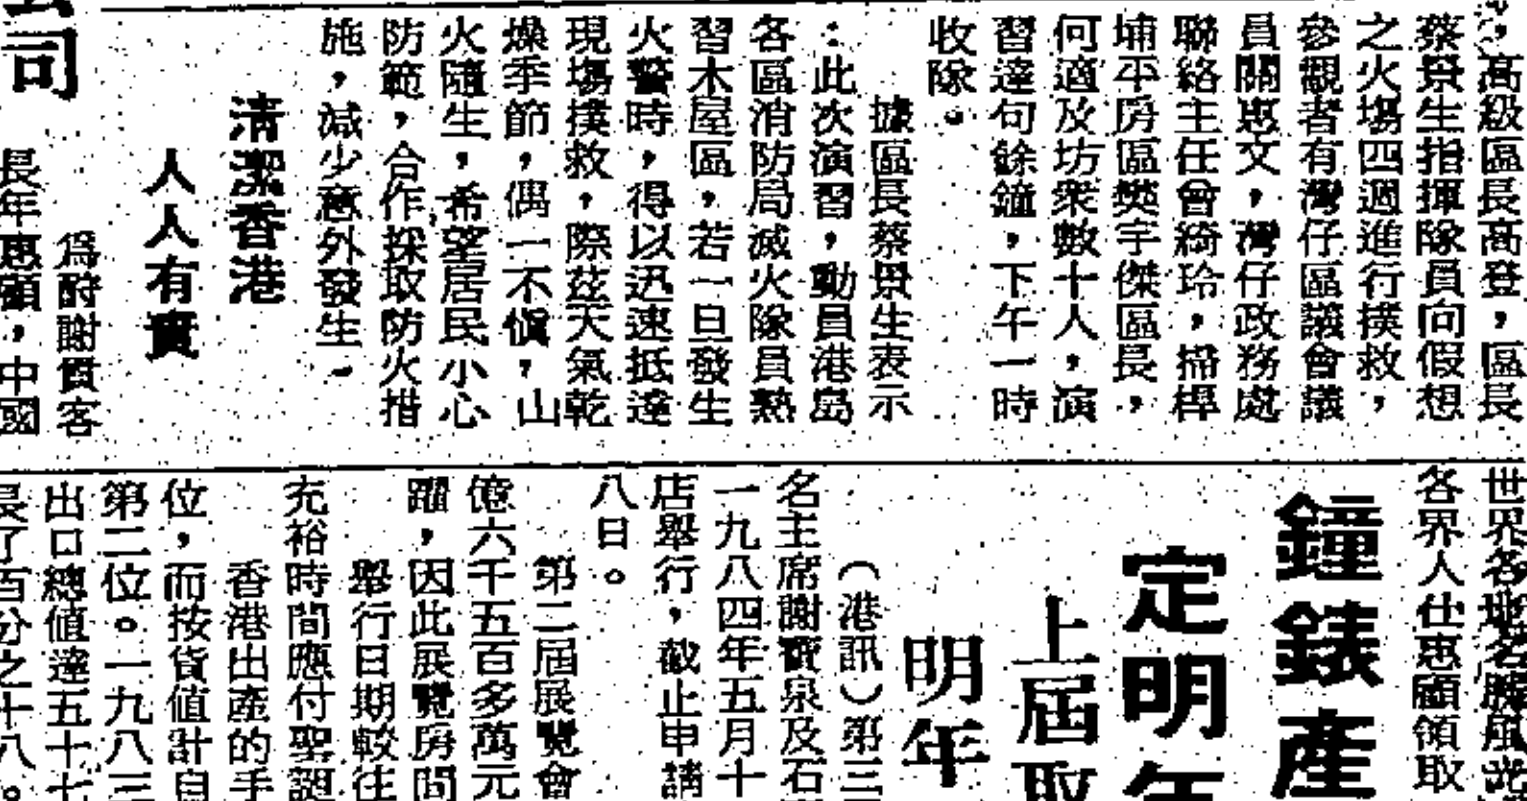 ，高級區長高登，區長
蔡景生指揮隊員向假想
之火場四週進行撲救，
參觀者有灣仔區議會議
員關惠文，灣仔政務處
聯絡主任曾綺玲，掃桿
埔平房區樊宇傑區長，
何適及坊衆數十人，演
習達句餘鐘，下午一時
收隊。
據區長蔡景生表示
：此次演習，動員港島
各區消防局滅火隊員熟
習木屋區，若一旦發生
火警時，得以迅速抵達
現塲撲救，際茲天氣乾
燥季節，偶一不愼，山
火隨生，希望居民小心
防範，合作採取防火措
施，減少意外發生。
清潔香港
人人有責
司
爲酧謝貴客
長年惠顧，中國
世界各地名勝風光
各界人仕惠顧領取
鐘錶產
定明年
上屆取
明年
（港訊）第三
名主席謝寶泉及石
一九八四年五月十
店舉行，截止申請
八日。
第二屆展覽會
億六千五百多萬元
躍，因此展覽房間
舉行日期較往
充裕時間應付聖誕
香港出產的手
位，而按貨值計自
第二位。一九八三
出口總值達五十七
長了百分之十八。